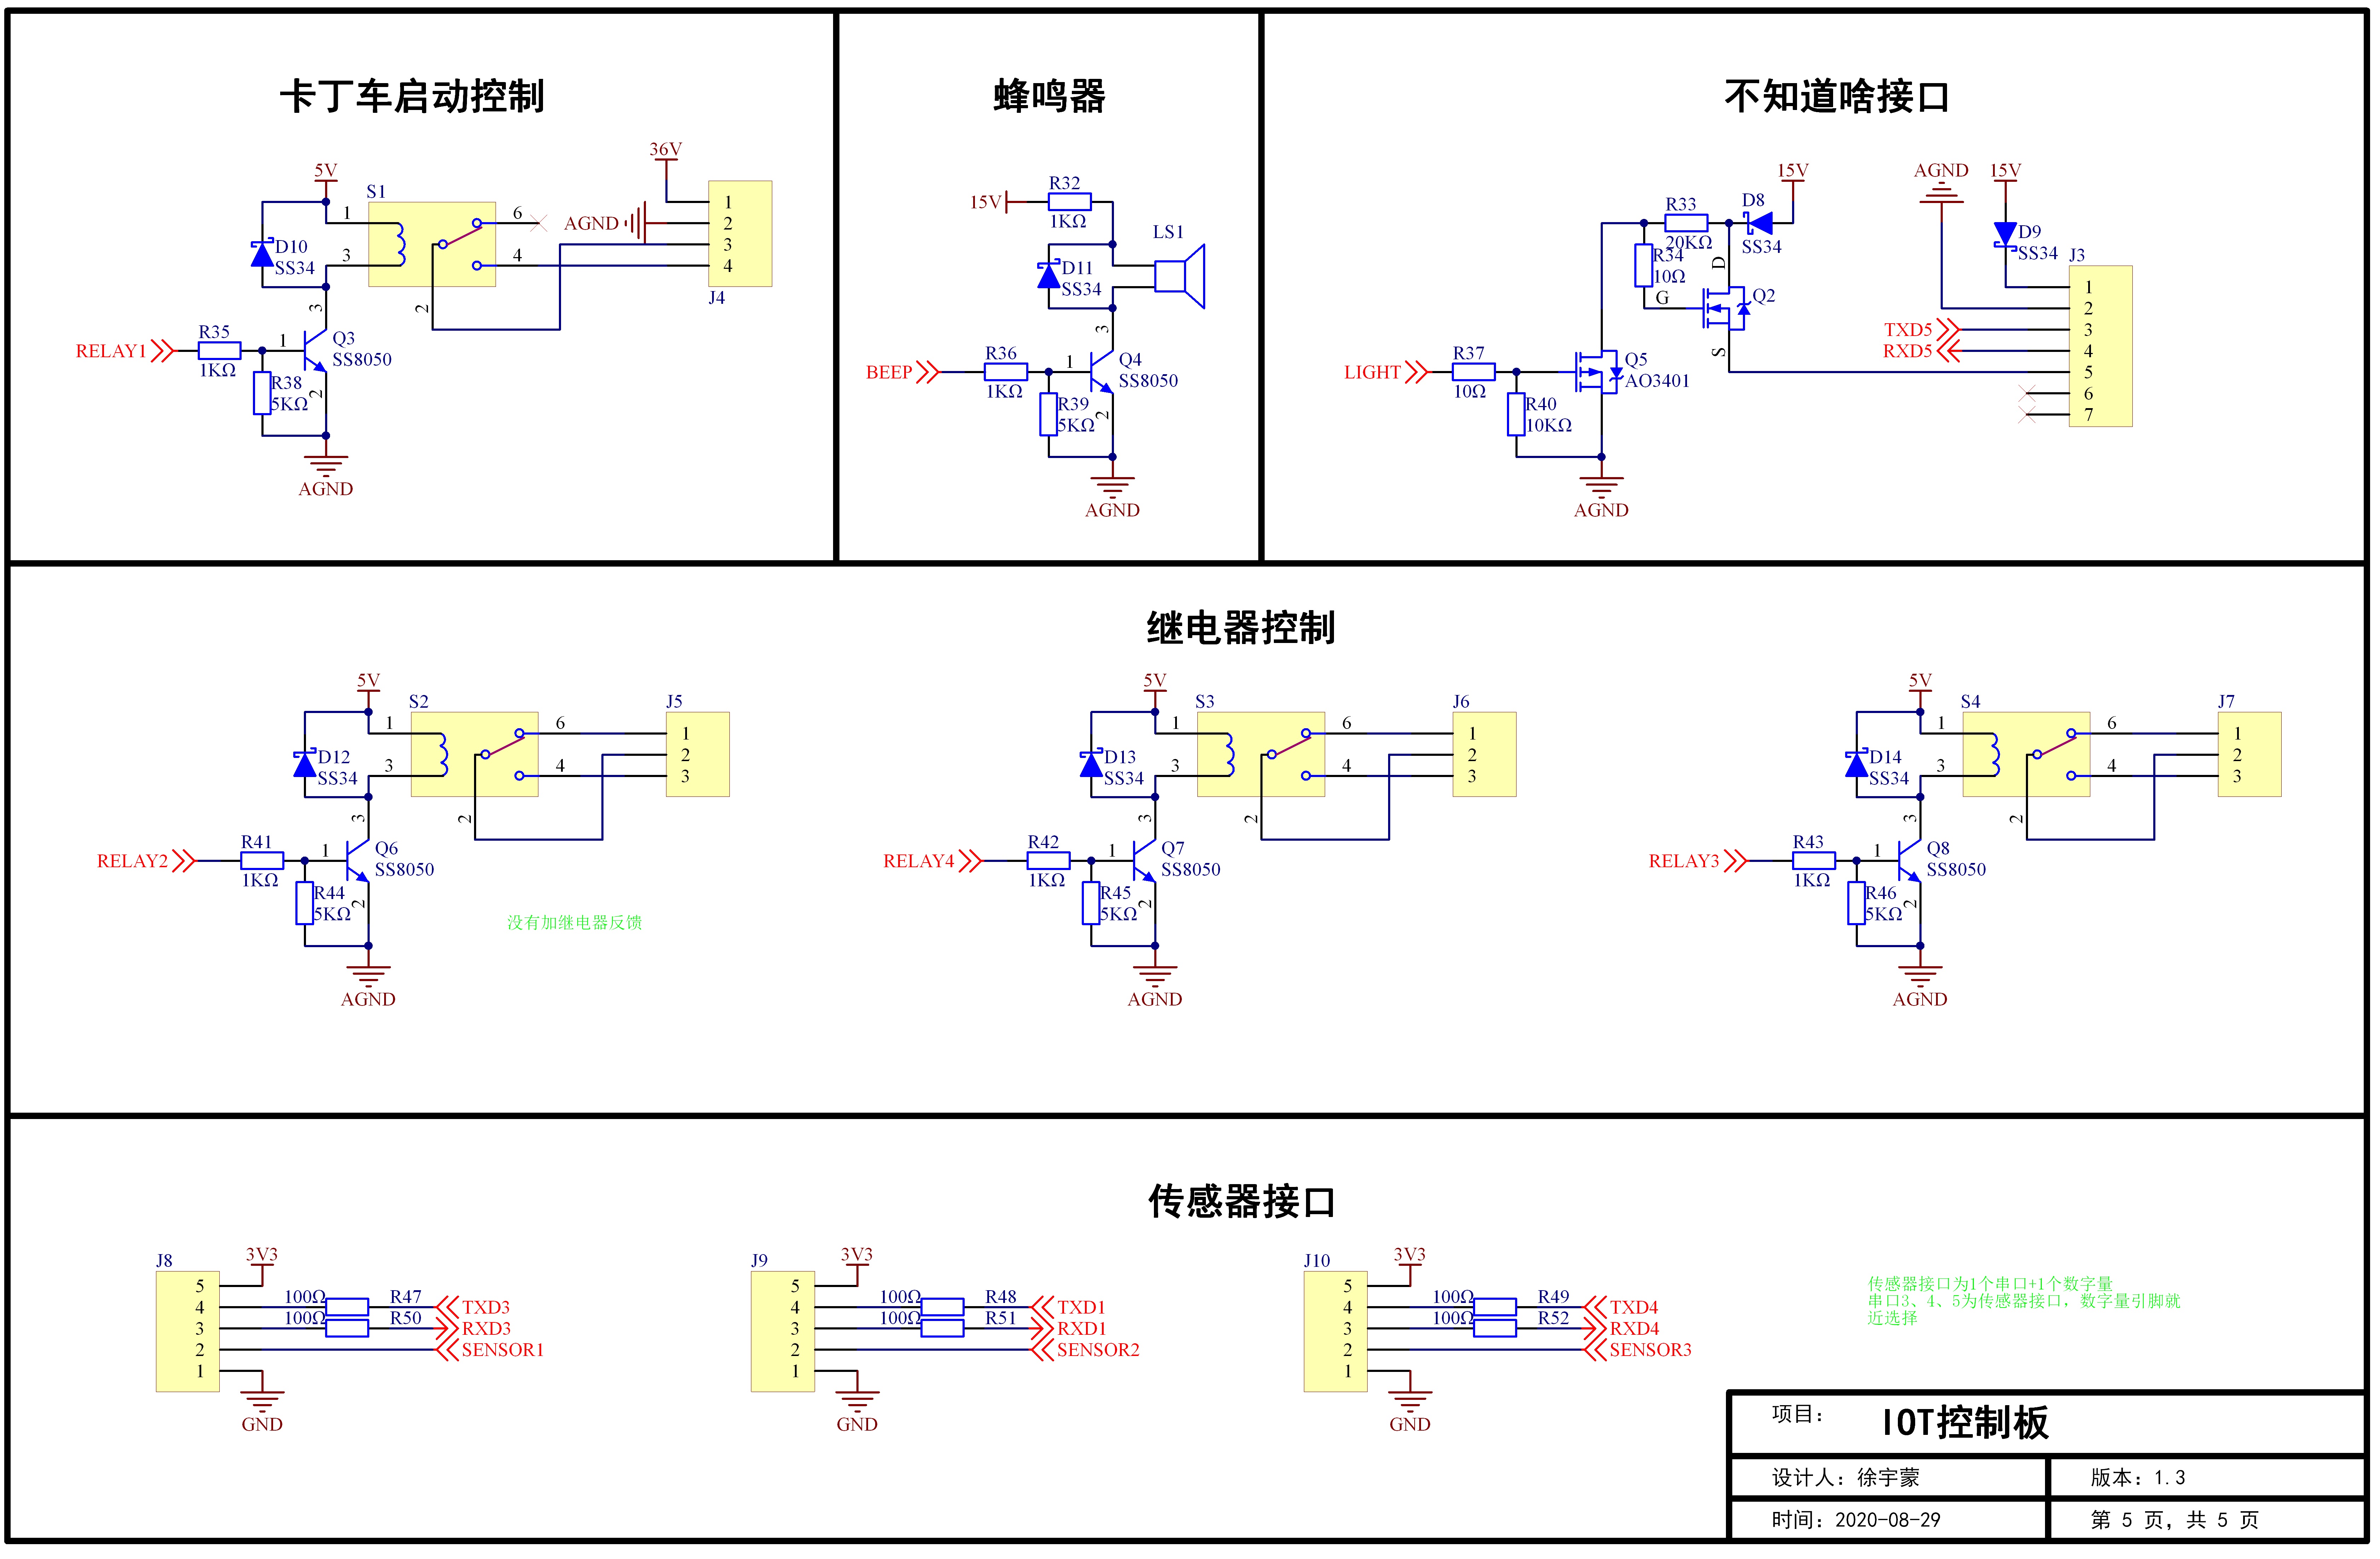 卡丁车启动控制
蜂鸣器
不知道啥接口
5V
S1
36V
1
6
AGND
1
2
3
4
D10
SS34
3
4
J4
2
3
RELAY1
R35
1KΩ
1
Q3
SS8050
R38
5KΩ
2
AGND
15V
R32
1KΩ
LS1
D11
SS34
3
BEEP
R36
1KΩ
1
Q4
SS8050
R39
5KΩ
2
AGND
15V
R33
20KΩ
D8
SS34
R34
10Ω
D
G
Q2
S
LIGHT
R37
10Ω
Q5
AO3401
R40
10KΩ
AGND
AGND
15V
D9
SS34
J3
TXD5
RXD5
1
2
3
4
5
6
7
继电器控制
5V
S2
J5
1
6
1
2
3
D12
SS34
3
4
2
3
RELAY2
R41
1KΩ
1
Q6
SS8050
R44
5KΩ
2
AGND
没有加继电器反馈
5V
S3
J6
1
6
1
2
3
D13
SS34
3
4
2
3
RELAY4
R42
1KΩ
1
Q7
SS8050
R45
5KΩ
2
AGND
5V
S4
J7
1
6
1
2
3
D14
SS34
3
4
2
3
RELAY3
R43
1KΩ
1
Q8
SS8050
R46
5KΩ
2
AGND
传感器接口
J8
3V3
5
4
3
2
1
100Ω
R47
TXD3
100Ω
R50
RXD3
SENSOR1
GND
J9
3V3
5
4
3
2
1
100Ω
R48
TXD1
100Ω
R51
RXD1
SENSOR2
GND
J10
3V3
5
4
3
2
1
100Ω
R49
TXD4
100Ω
R52
RXD4
SENSOR3
GND
传感器接口为1个串口+1个数字量
串口3、4、5为传感器接口，数字量引脚就
近选择
项目： IOT控制板
设计人：徐宇蒙 版本：1.3
时间：2020-08-29 第 5 页，共 5 页